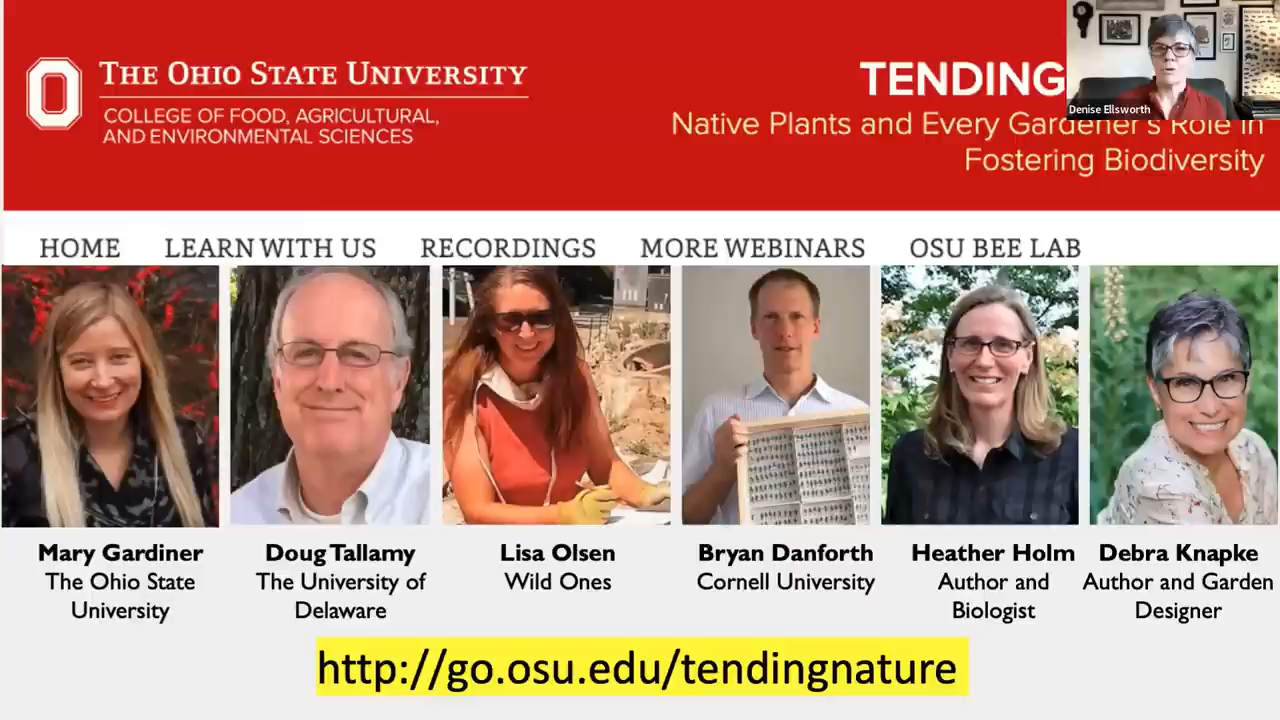 THE OHIO STATE UNIVERSITY
COLLEGE OF FOOD, AGRICULTURAL,
AND ENVIRONMENTAL SCIENCES
TENDING
Native Plants and Every Gardener's Role in
Fostering Biodiversity
Denise Ellsworth
HOME LEARN WITH US RECORDINGS MORE WEBINARS OSU BEE LAB
Mary Gardiner
The Ohio State
University
Doug Tallamy
The University of
Delaware
Lisa Olsen
Wild Ones
Bryan Danforth
Cornell University
Heather Holm
Author and
Biologist
Debra Knapke
Author and Garden
Designer
http://go.osu.edu/tendingnature